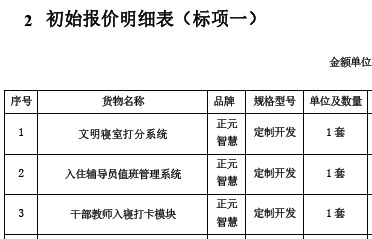 2 初始报价明细表（标项一）
金额单位
序号 货物名称 品牌 规格型号 单位及数量
1 文明寝室打分系统 正元智慧 定制开发 1 套
2 入住辅导员值班管理系统 正元智慧 定制开发 1 套
3 干部教师入寝打卡模块 正元智慧 定制开发 1 套